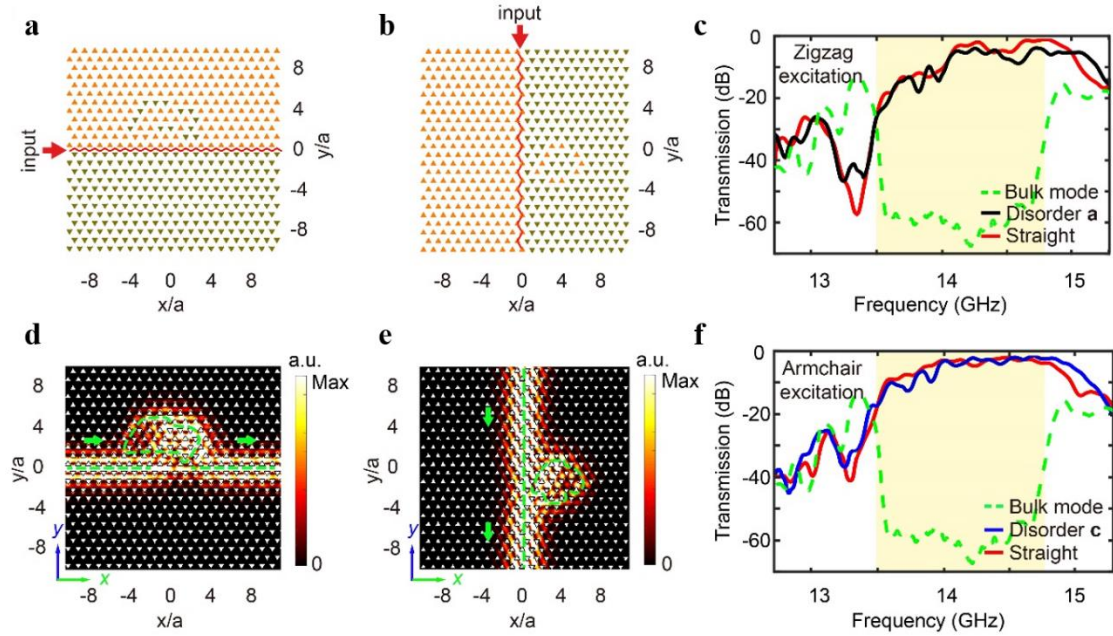 a
input
8
4
0
-4
-8
y/a
-8 -4 0 4 8
x/a
b
input
8
4
0
-4
-8
y/a
-8 -4 0 4 8
x/a
c
Zigzag
excitation
Transmission (dB)
0
-20
-40
-60
Bulk mode
Disorder a
Straight
13 14 15
Frequency (GHz)
d
a.u.
Max
0
y/a
8
4
0
-4
-8
y
x
-8 -4 0 4 8
x/a
e
a.u.
Max
0
y/a
8
4
0
-4
-8
y
x
-8 -4 0 4 8
x/a
f
Armchair
excitation
Transmission (dB)
0
-20
-40
-60
Bulk mode
Disorder c
Straight
13 14 15
Frequency (GHz)